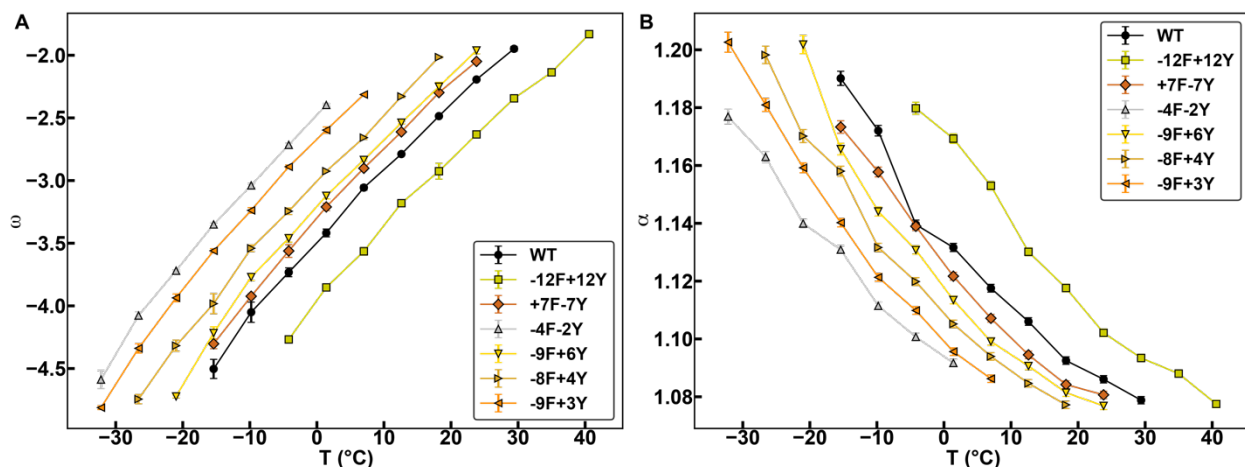 A
−2.0
−2.5
−3.0
−3.5
−4.0
−4.5
ω
−30
−20
−10
0
10
20
30
40
T (°C)
WT
-12F+12Y
+7F-7Y
-4F-2Y
-9F+6Y
-8F+4Y
-9F+3Y
B
1.20
1.18
1.16
1.14
1.12
1.10
1.08
α
−30
−20
−10
0
10
20
30
40
T (°C)
WT
-12F+12Y
+7F-7Y
-4F-2Y
-9F+6Y
-8F+4Y
-9F+3Y